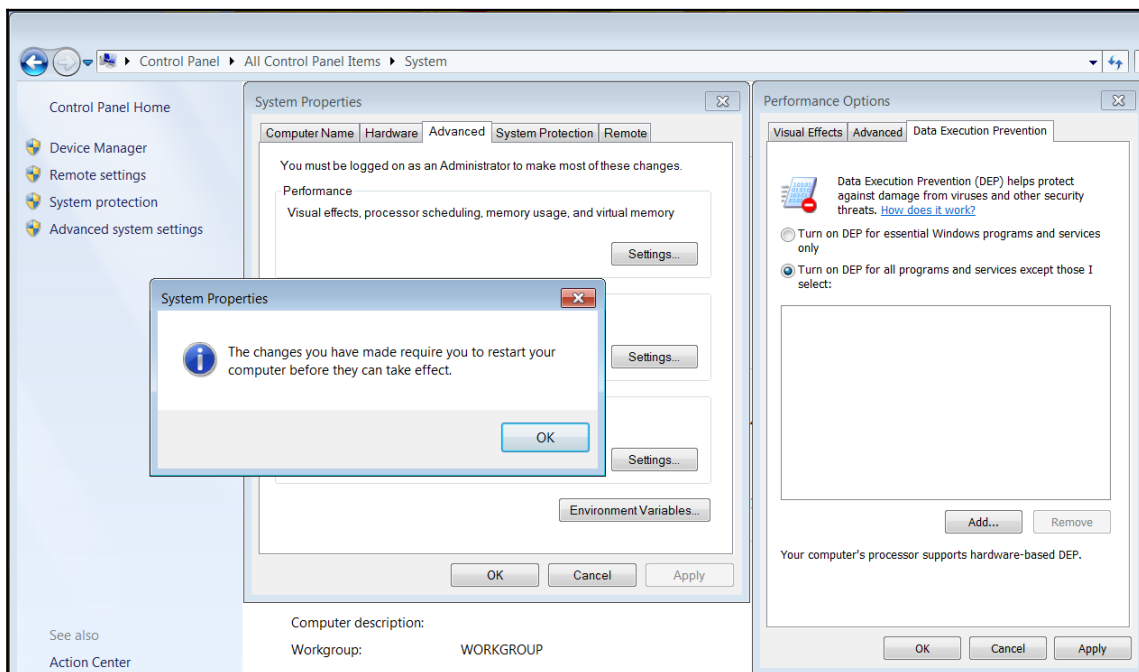 Control Panel All Control Panel Items System
Control Panel Home
Device Manager
Remote settings
System protection
Advanced system settings
See also
Action Center
System Properties
Computer Name Hardware Advanced System Protection Remote
You must be logged on as an Administrator to make most of these changes.
Performance
Visual effects, processor scheduling, memory usage, and virtual memory
Settings...
Settings...
Settings...
Environment Variables...
OK Cancel Apply
System Properties
The changes you have made require you to restart your
computer before they can take effect.
OK
Computer description:
Workgroup: WORKGROUP
Performance Options
Visual Effects Advanced Data Execution Prevention
Data Execution Prevention (DEP) helps protect
against damage from viruses and other security
threats. How does it work?
Turn on DEP for essential Windows programs and services
only
Turn on DEP for all programs and services except those I
select:
Add... Remove
Your computer's processor supports hardware-based DEP.
OK Cancel Apply